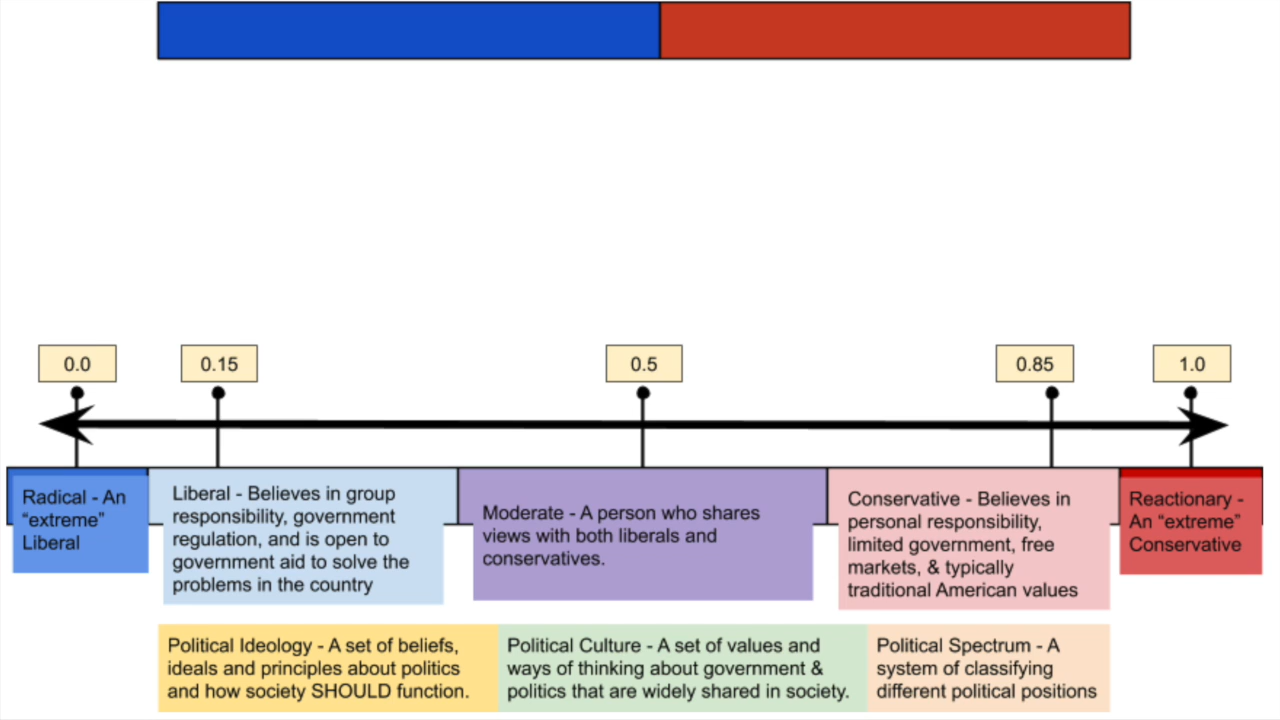 0.0
0.15
0.5
0.85
1.0
Radical - An
“extreme”
Liberal
Liberal - Believes in group
responsibility, government
regulation, and is open to
government aid to solve the
problems in the country
Moderate - A person who shares
views with both liberals and
conservatives.
Conservative - Believes in
personal responsibility,
limited government, free
markets, & typically
traditional American values
Reactionary -
An “extreme”
Conservative
Political Ideology - A set of beliefs,
ideals and principles about politics
and how society SHOULD function.
Political Culture - A set of values and
ways of thinking about government &
politics that are widely shared in society.
Political Spectrum - A
system of classifying
different political positions